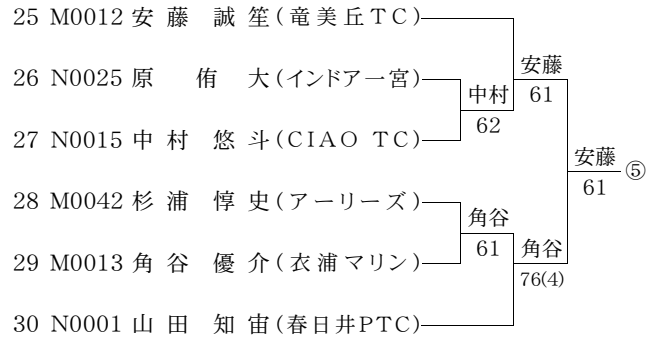 25 M0012 安藤 誠笙(竜美丘TC)
安藤
61
26 N0025 原 侑大(インドア一宮)
中村
62
27 N0015 中村 悠斗(CIAO TC)
安藤
61
⑤
28 M0042 杉浦 惇史(アーリーズ)
角谷
61
29 M0013 角谷 優介(衣浦マリン)
角谷
76(4)
30 N0001 山田 知宙(春日井PTC)